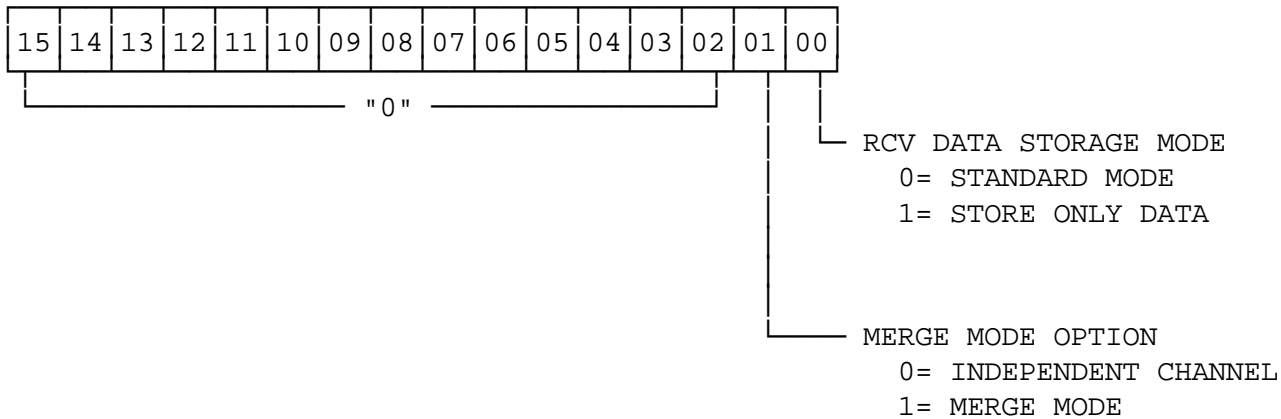 15 14 13 12 11 10 09 08 07 06 05 04 03 02 01 00
"0"
RCV DATA STORAGE MODE
0= STANDARD MODE
1= STORE ONLY DATA
MERGE MODE OPTION
0= INDEPENDENT CHANNEL
1= MERGE MODE